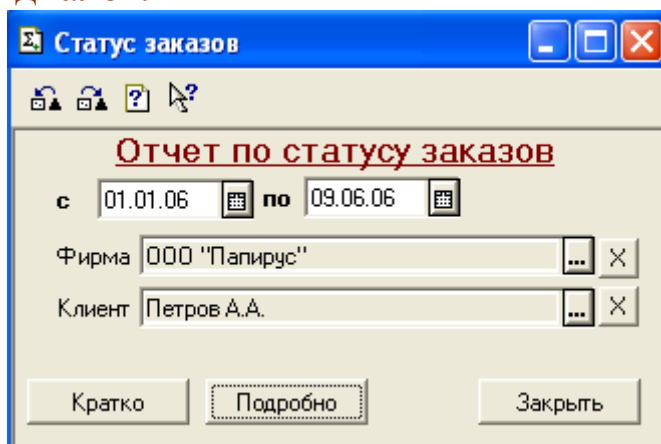 Статус заказов
Отчет по статусу заказов
с 01.01.06 по 09.06.06
Фирма ООО "Папирус" ... X
Клиент Петров А.А. ... X
Кратко Подробно Закрыть